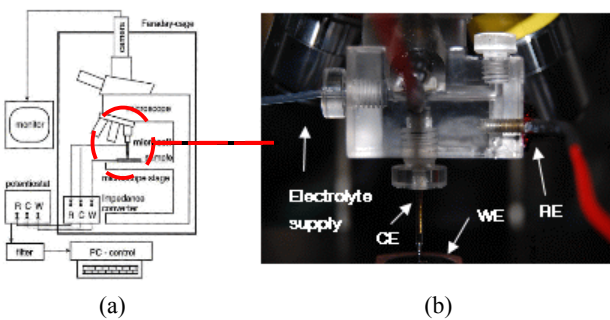 Faraday-cage
camera
microscope
monitor
microcell
sample
microscope stage
potentiostat
R C W
R C W
Impedance
converter
filter
PC - control
Electrolyte
supply
CE
WE
RE
(a)
(b)